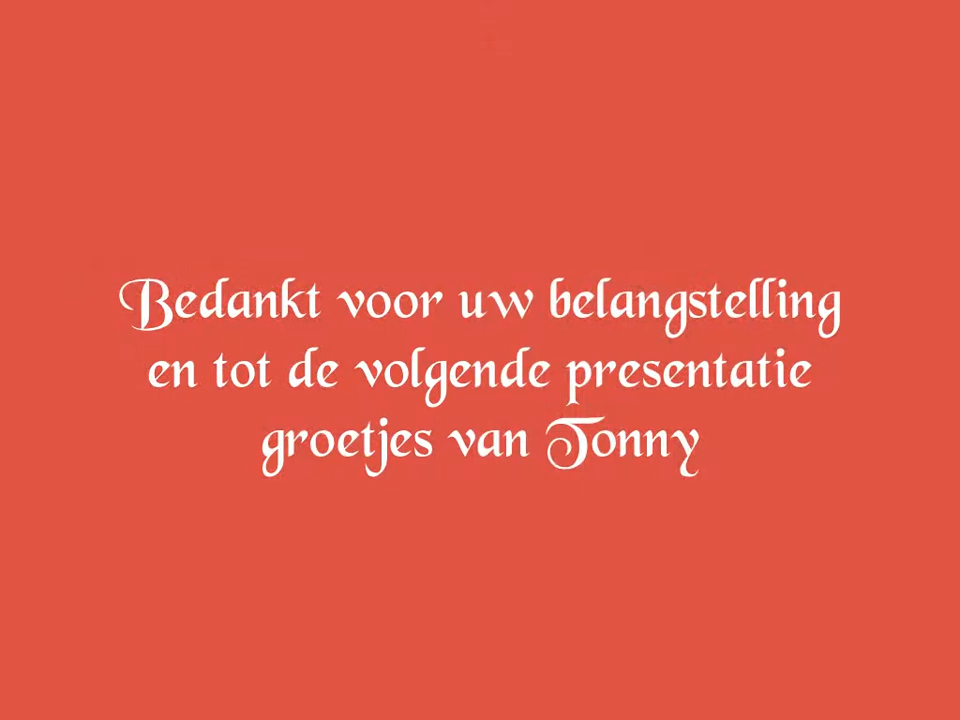 Bedankt voor uw belangstelling
en tot de volgende presentatie
groetjes van Tonny